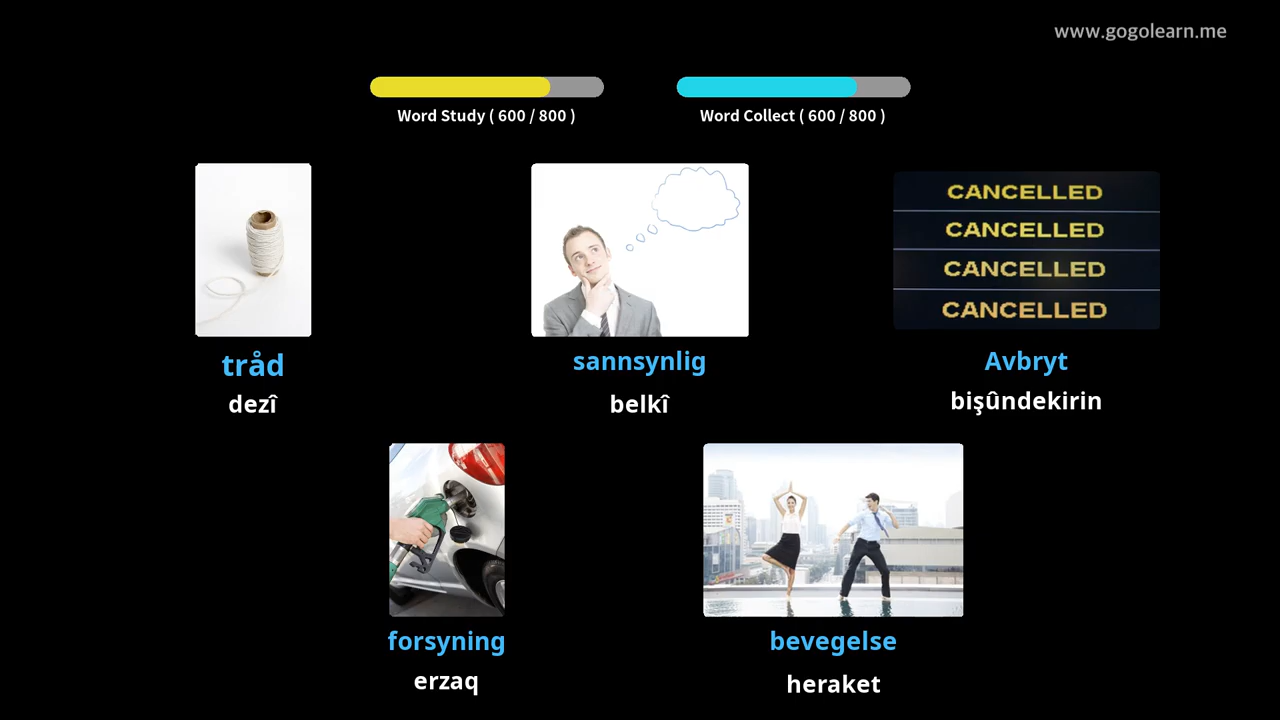 www.gogolearn.me
Word Study ( 600 / 800 )
Word Collect ( 600 / 800 )
CANCELLED
CANCELLED
CANCELLED
CANCELLED
tråd
dezî
sannsynlig
belkî
Avbryt
bişûndekirin
forsyning
erzaq
bevegelse
heraket